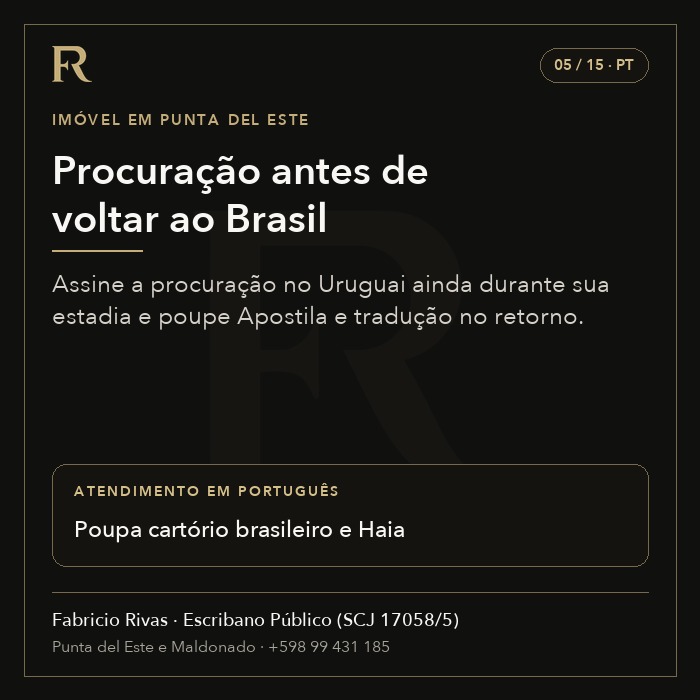 R
05 / 15 · PT
IMÓVEL EM PUNTA DEL ESTE
Procuração antes de
voltar ao Brasil
Assine a procuração no Uruguai ainda durante sua
estadia e poupe Apostila e tradução no retorno.
ATENDIMENTO EM PORTUGUÊS
Poupa cartório brasileiro e Haia
Fabricio Rivas · Escribano Público (SCJ 17058/5)
Punta del Este e Maldonado · +598 99 431 185